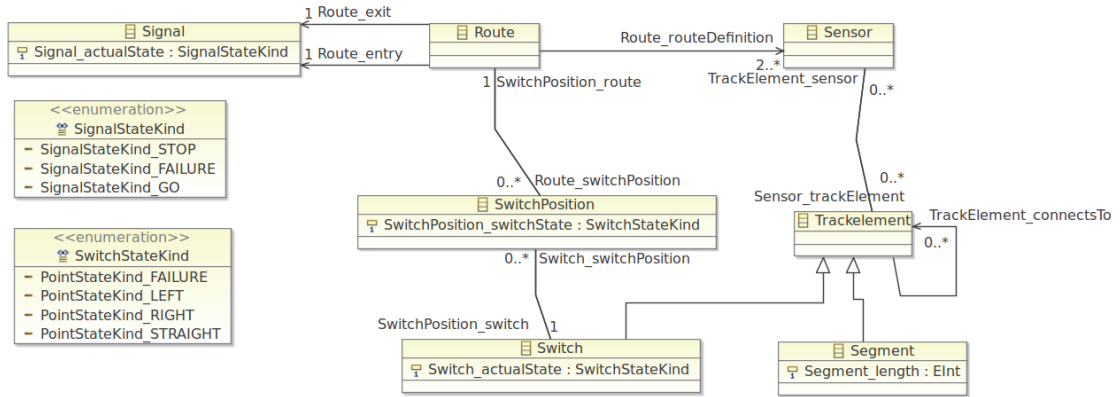 Signal
Signal_actualState : SignalStateKind
1 Route_exit
1 Route_entry
Route
Route_routeDefinition
2..*
Sensor
TrackElement_sensor
0..*
1 SwitchPosition_route
<<enumeration>>
SignalStateKind
SignalStateKind_STOP
SignalStateKind_FAILURE
SignalStateKind_GO
0..* Route_switchPosition
SwitchPosition
SwitchPosition_switchState : SwitchStateKind
0..*
Sensor_trackElement
Trackelement
TrackElement_connectsTo
0..*
<<enumeration>>
SwitchStateKind
PointStateKind_FAILURE
PointStateKind_LEFT
PointStateKind_RIGHT
PointStateKind_STRAIGHT
0..* Switch_switchPosition
SwitchPosition_switch 1
Switch
Switch_actualState : SwitchStateKind
Segment
Segment_length : EInt